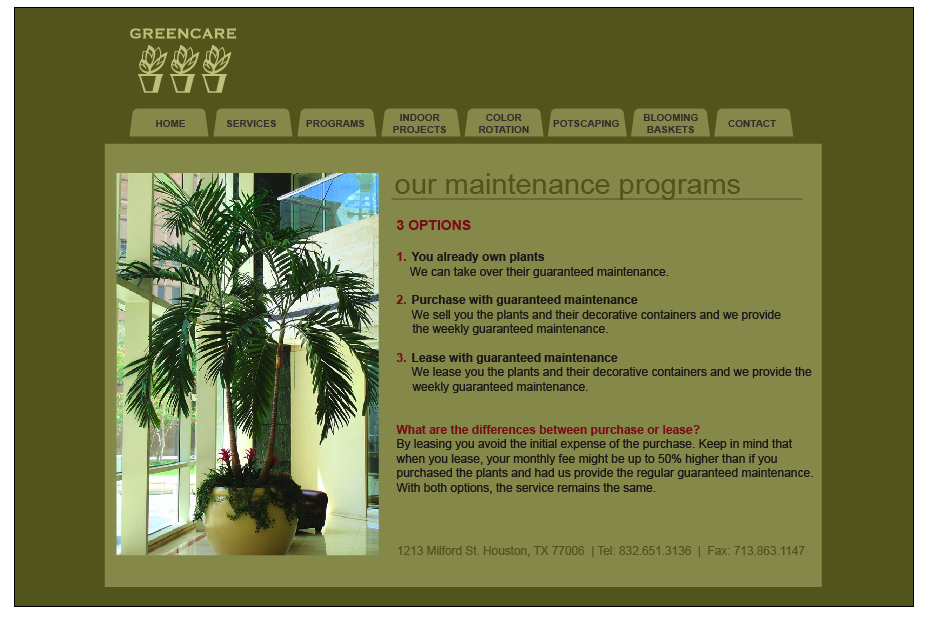 GREENCARE
HOME
SERVICES
PROGRAMS
INDOOR
PROJECTS
COLOR
ROTATION
POTSCAPING
BLOOMING
BASKETS
CONTACT
our maintenance programs
3 OPTIONS
1. You already own plants
We can take over their guaranteed maintenance.
2. Purchase with guaranteed maintenance
We sell you the plants and their decorative containers and we provide
the weekly guaranteed maintenance.
3. Lease with guaranteed maintenance
We lease you the plants and their decorative containers and we provide the
weekly guaranteed maintenance.
What are the differences between purchase or lease?
By leasing you avoid the initial expense of the purchase. Keep in mind that
when you lease, your monthly fee might be up to 50% higher than if you
purchased the plants and had us provide the regular guaranteed maintenance.
With both options, the service remains the same.
1213 Milford St. Houston, TX 77006 | Tel: 832.651.3136 | Fax: 713.863.1147